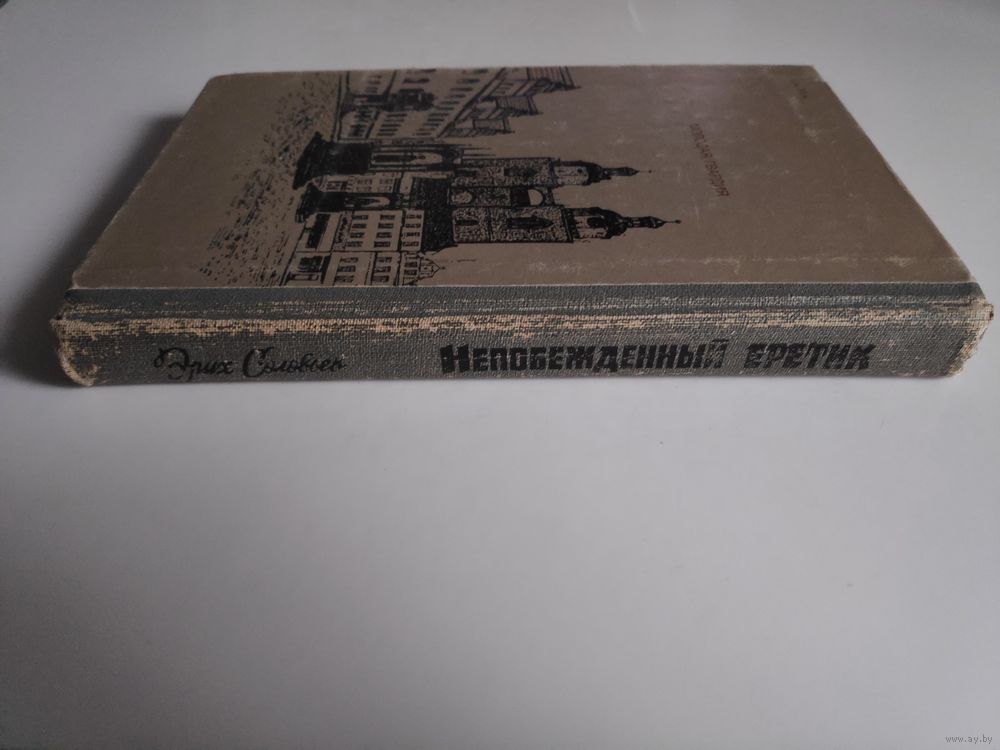 Эрих Соловьев
Непобежденный еретик
www.ay.by